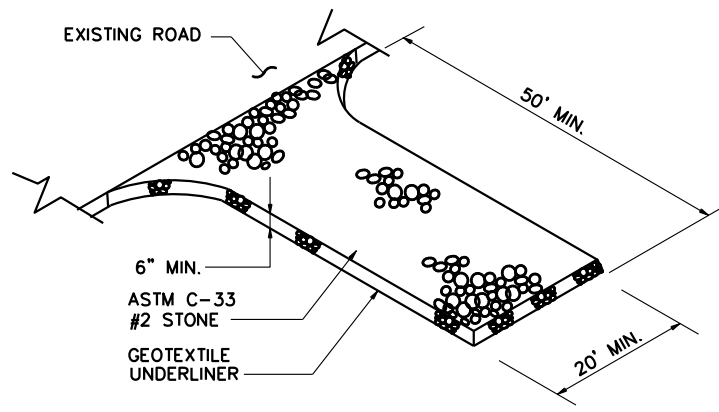 EXISTING ROAD
50' MIN.
6" MIN.
ASTM C-33
#2 STONE
GEOTEXTILE
UNDERLINER
20' MIN.